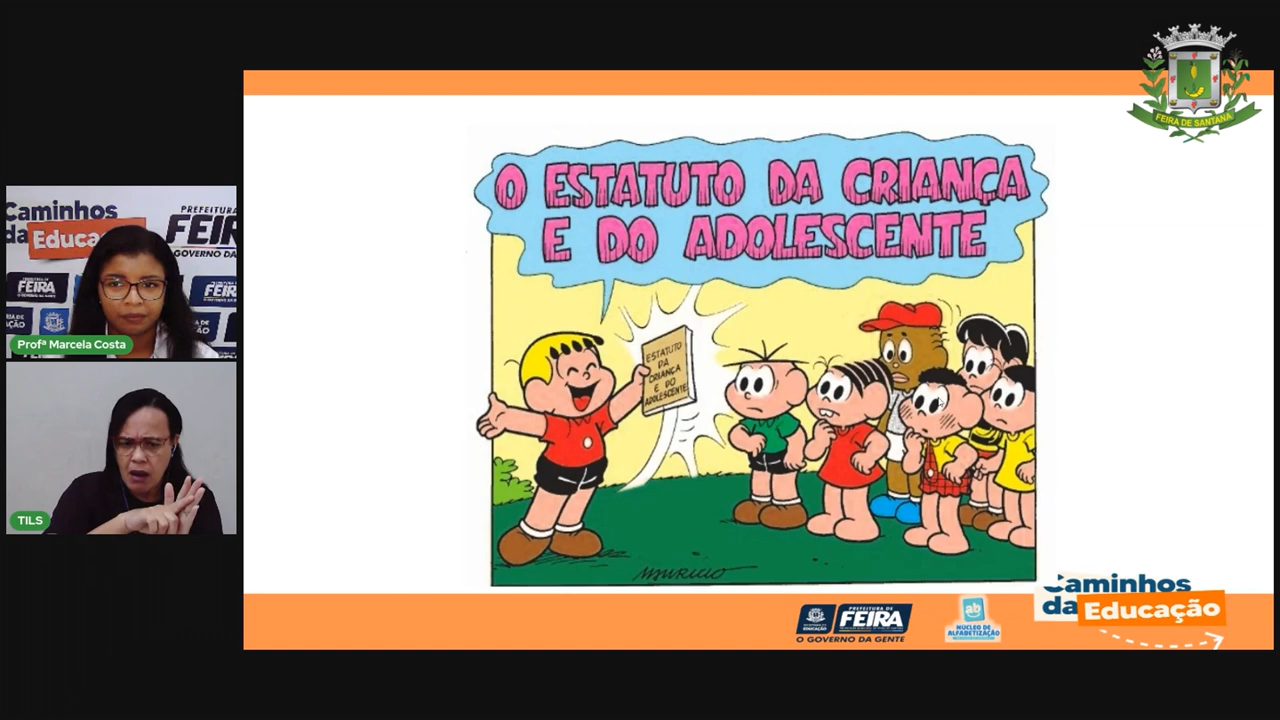 FEIRA DE SANTANA
O ESTATUTO DA CRIANÇA
E DO ADOLESCENTE
ESTATUTO
DA
CRIANÇA
E DO
ADOLESCENTE
MAURICIO
Caminhos
da Educa
PREFEITURA
FEIR
GOVERNO DA
FEIRA
Profª Marcela Costa
TILS
PREFEITURA DE
FEIRA
EDUCAÇÃO
O GOVERNO DA GENTE
ab
NÚCLEO DE
ALFABETIZAÇÃO
Caminhos
da Educação